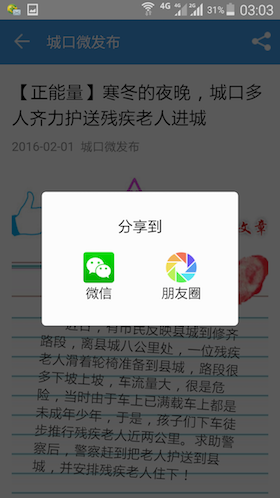 4G 4G 31% 03:03
城口微发布
【正能量】寒冬的夜晚，城口多
人齐力护送残疾老人进城
2016-02-01 城口微发布
文章
分享到
微信 朋友圈
近日，有市民反映县城到修齐
路段，离县城八公里处，一位残疾
老人滑着轮椅准备到县城，路段很
多下坡上坡，车流量大，很是危
险，当时由于车上已满载车上都是
未成年少年，于是，孩子们下车徒
步推行残疾老人近两公里。求助警
察后，警察赶到把老人护送到县
城，并安排残疾老人住下！